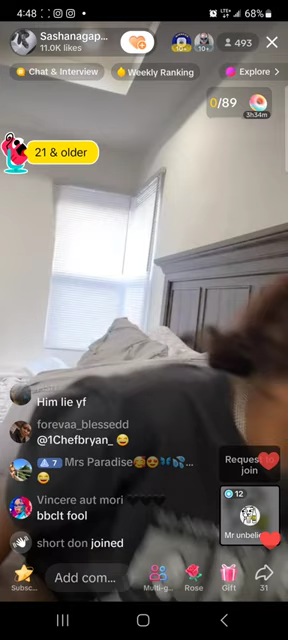 4:48
68%
Sashanagap...
11.0K likes
10+
10+
493
Chat & Interview
Weekly Ranking
Explore >
0/89
3h34m
21 & older
Him lie yf
forevaa_blessedd
@1Chefbryan_ 😂
7 Mrs Paradise🥰😍🦋💦...
😂
Vincere aut mori 🖤🖤🖤
bbclt fool
short don joined
Request to
join
12
Mr unbelie
Subsc...
Add com...
Multi-g...
Rose
Gift
31